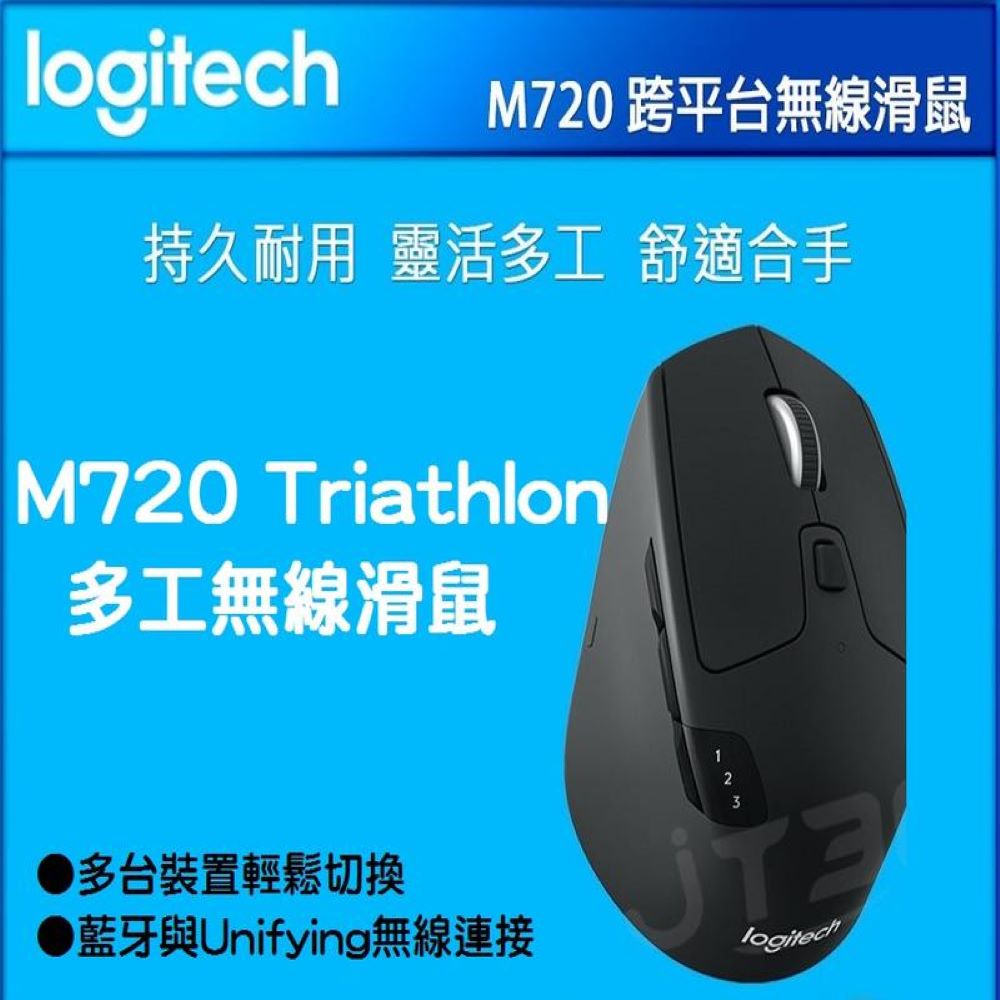 logitech
M720 跨平台無線滑鼠
持久耐用 靈活多工 舒適合手
M720 Triathlon
多工無線滑鼠
1
2
3
●多台裝置輕鬆切換
●藍牙與Unifying無線連接
logitech